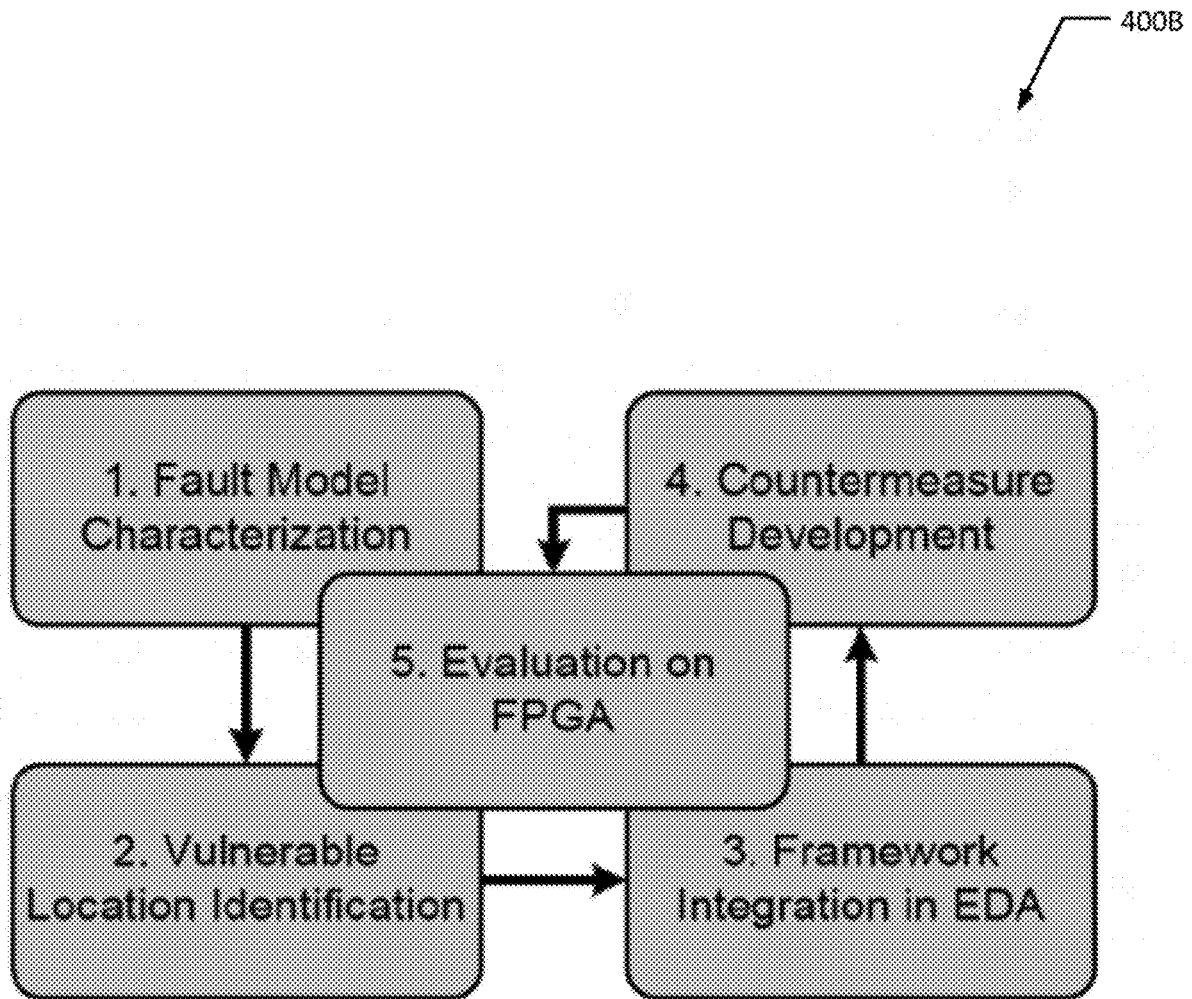 400B
1. Fault Model
Characterization
4. Countermeasure
Development
5. Evaluation on
FPGA
2. Vulnerable
Location Identification
3. Framework
Integration in EDA